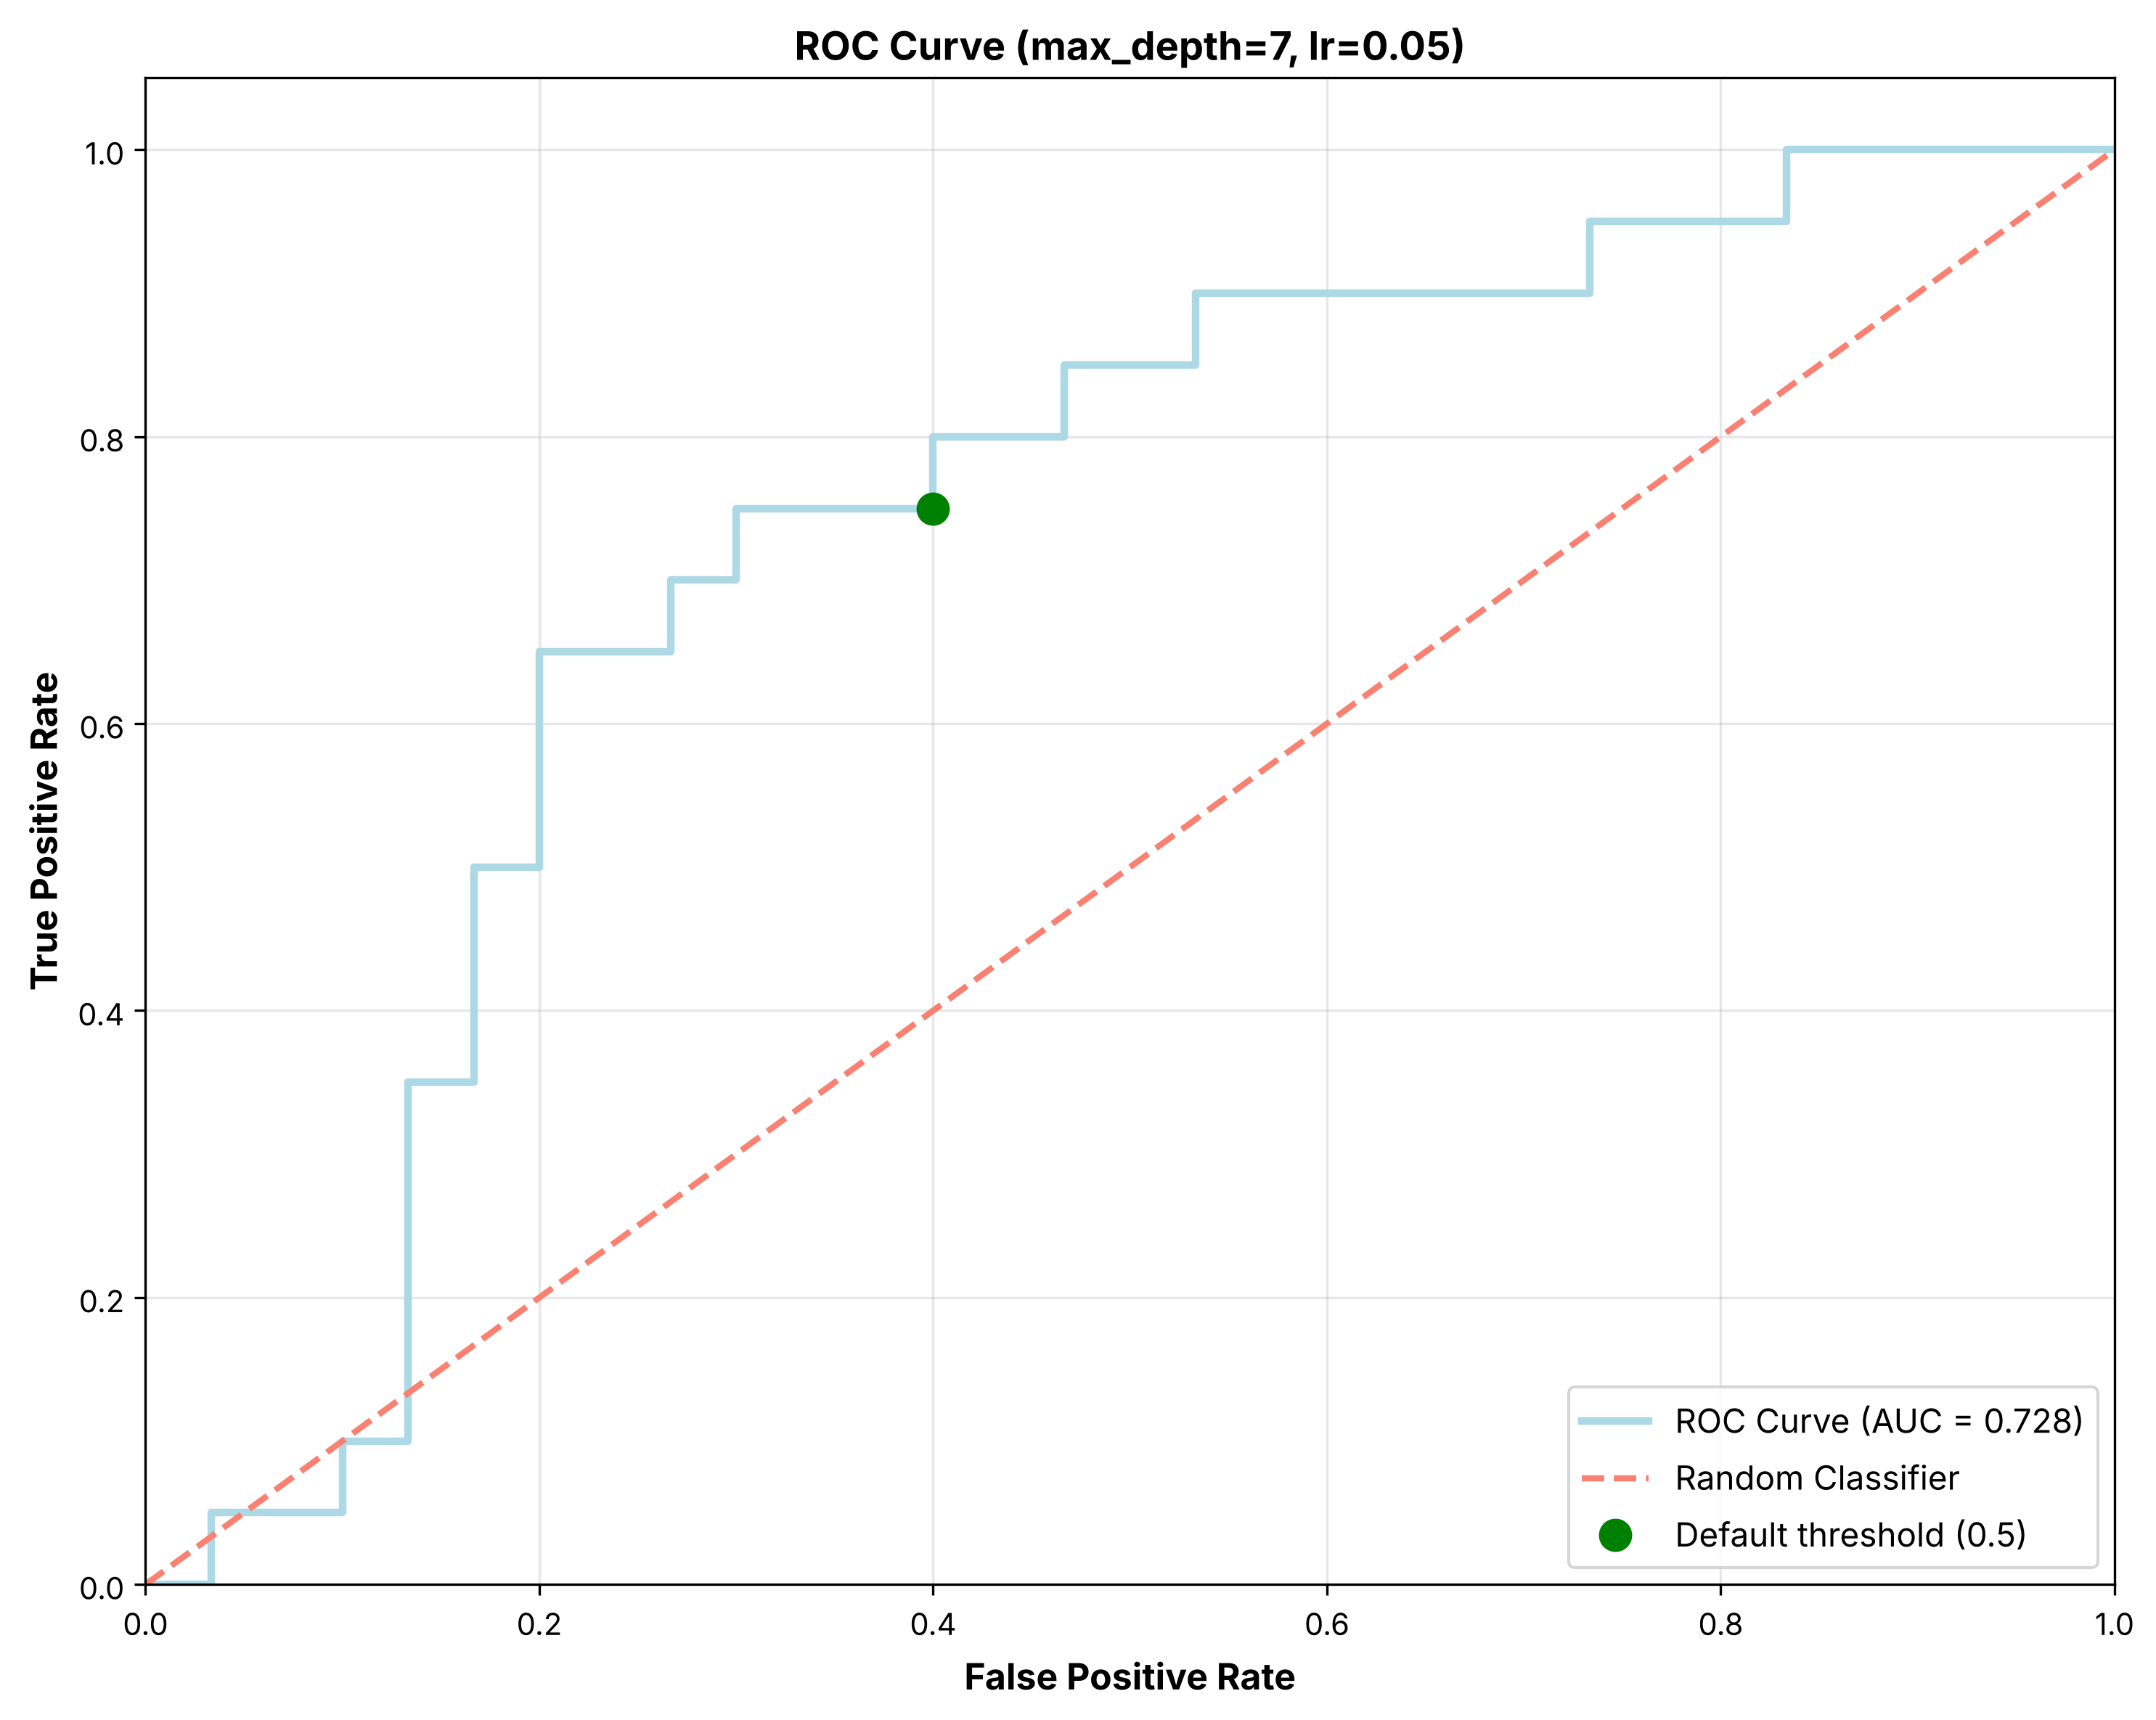 ROC Curve (max_depth=7, lr=0.05)
True Positive Rate
1.0
0.8
0.6
0.4
0.2
0.0
0.0 0.2 0.4 0.6 0.8 1.0
False Positive Rate
ROC Curve (AUC = 0.728)
Random Classifier
Default threshold (0.5)